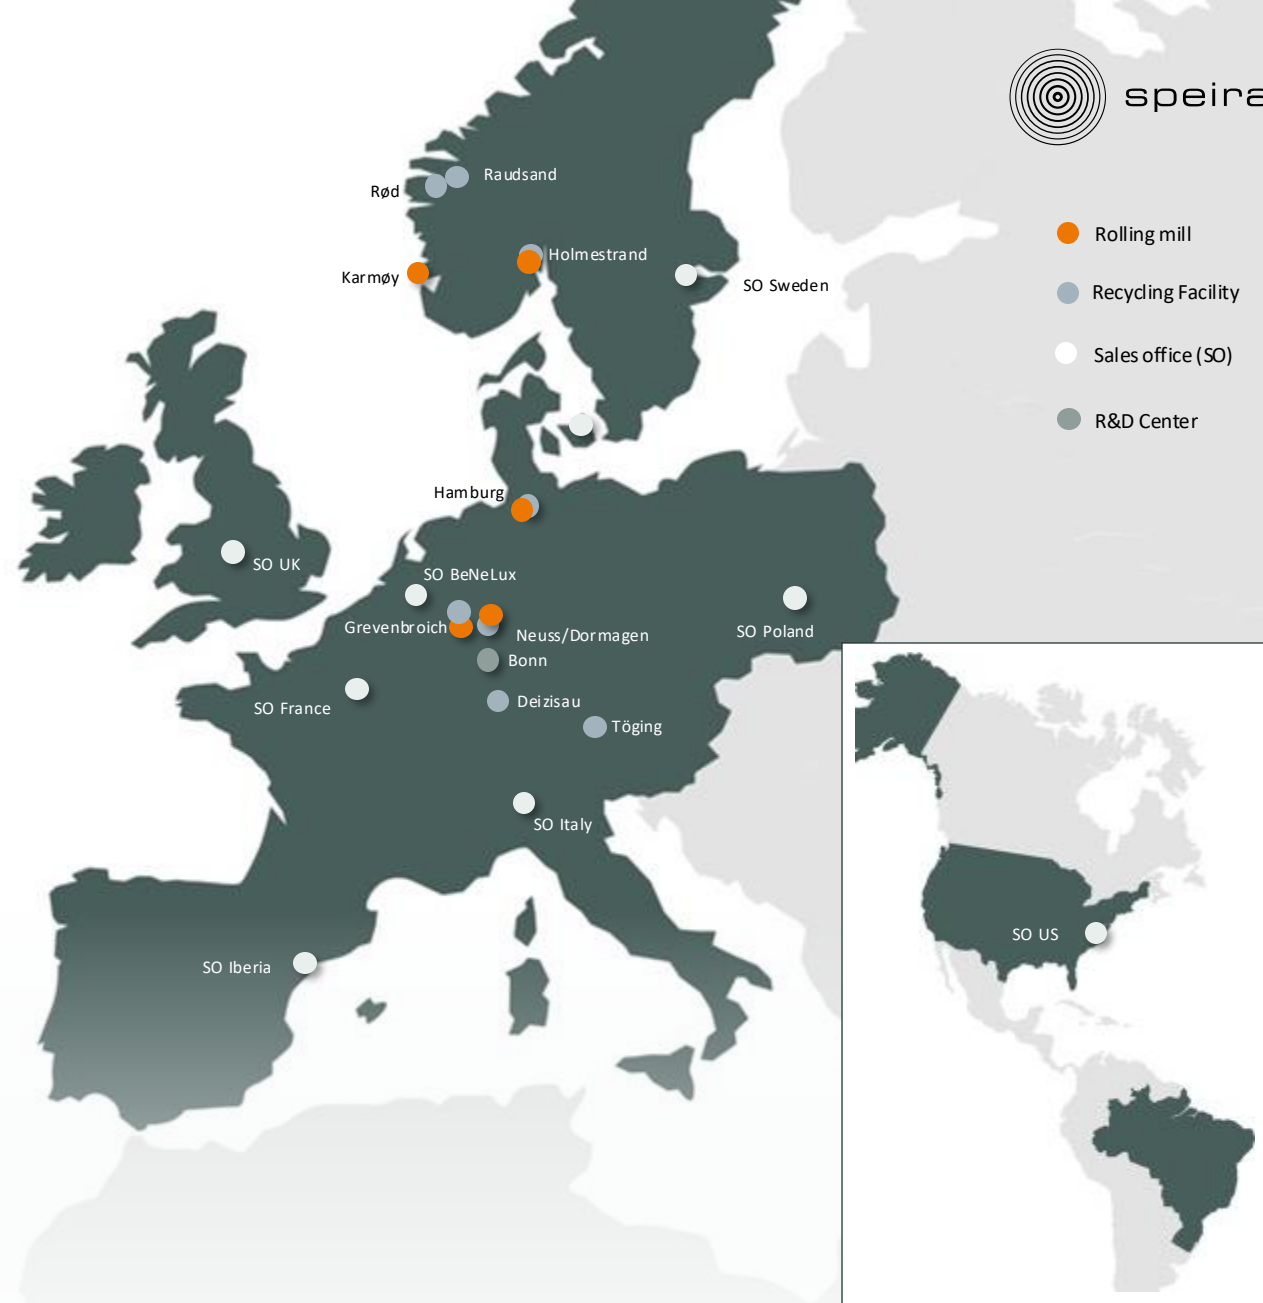 speira
Raudsand
Rød
Rolling mill
Holmestrand
Karmøy
SO Sweden
Recycling Facility
Sales office (SO)
R&D Center
Hamburg
SO UK
SO BeNeLux
Grevenbroich
Neuss/Dormagen
SO Poland
Bonn
Deizisau
SO France
Töging
SO Italy
SO US
SO Iberia